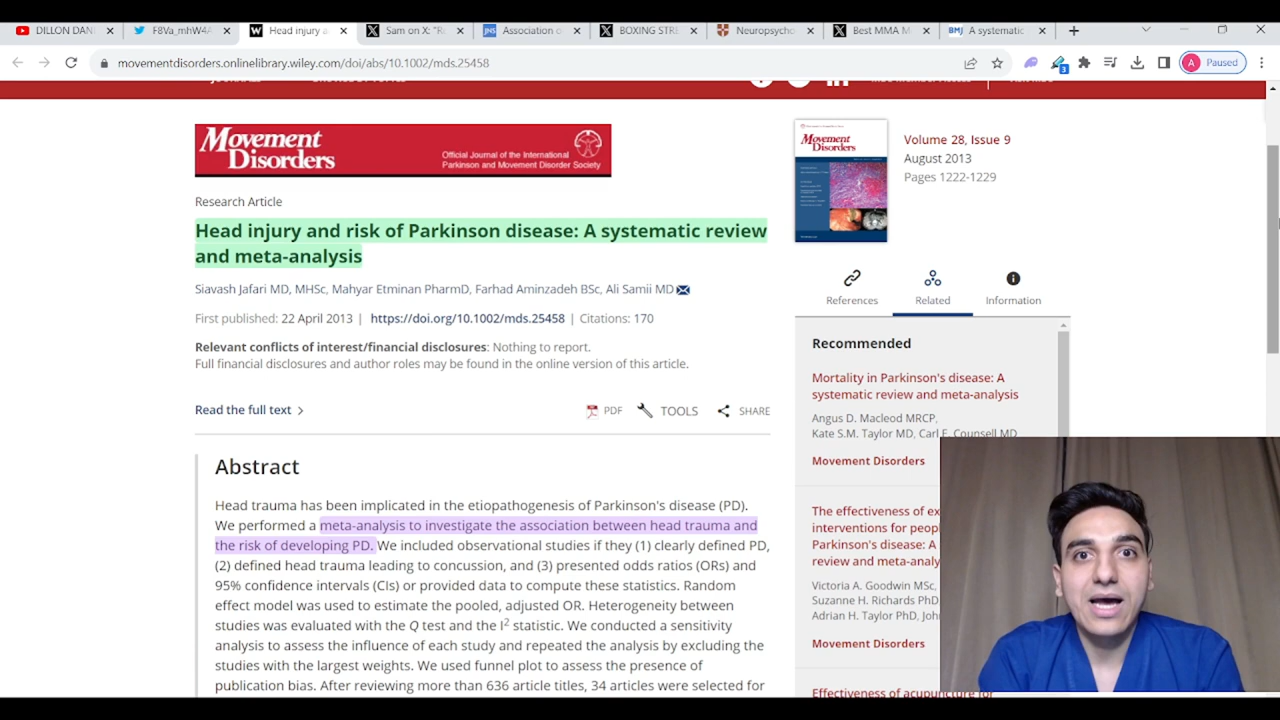 DILLON DAN
F8Va_mhW4A
Head injury a
Sam on X: "R
Association o
BOXING STR
Neuropsych
Best MMA M
BMJ A systematic
movementdisorders.onlinelibrary.wiley.com/doi/abs/10.1002/mds.25458
3
A Paused
Movement
Disorders
Official Journal of the International
Parkinson and Movement Disorder Society
Research Article
Head injury and risk of Parkinson disease: A systematic review
and meta-analysis
Siavash Jafari MD, MHSc, Mahyar Etminan PharmD, Farhad Aminzadeh BSc, Ali Samii MD
First published: 22 April 2013 | https://doi.org/10.1002/mds.25458 | Citations: 170
Relevant conflicts of interest/financial disclosures: Nothing to report.
Full financial disclosures and author roles may be found in the online version of this article.
Read the full text
PDF TOOLS SHARE
Abstract
Head trauma has been implicated in the etiopathogenesis of Parkinson's disease (PD).
We performed a meta-analysis to investigate the association between head trauma and
the risk of developing PD. We included observational studies if they (1) clearly defined PD,
(2) defined head trauma leading to concussion, and (3) presented odds ratios (ORs) and
95% confidence intervals (CIs) or provided data to compute these statistics. Random
effect model was used to estimate the pooled, adjusted OR. Heterogeneity between
studies was evaluated with the Q test and the I² statistic. We conducted a sensitivity
analysis to assess the influence of each study and repeated the analysis by excluding the
studies with the largest weights. We used funnel plot to assess the presence of
publication bias. After reviewing more than 636 article titles, 34 articles were selected for
Movement
Disorders
Volume 28, Issue 9
August 2013
Pages 1222-1229
References
Related
Information
Recommended
Mortality in Parkinson's disease: A
systematic review and meta-analysis
Angus D. Macleod MRCP,
Kate S.M. Taylor MD, Carl E. Counsell MD
Movement Disorders
The effectiveness of ex
interventions for peopl
Parkinson's disease: A
review and meta-analy
Victoria A. Goodwin MSc,
Suzanne H. Richards PhD
Adrian H. Taylor PhD, Joh
Movement Disorders
Effectiveness of acupuncture for